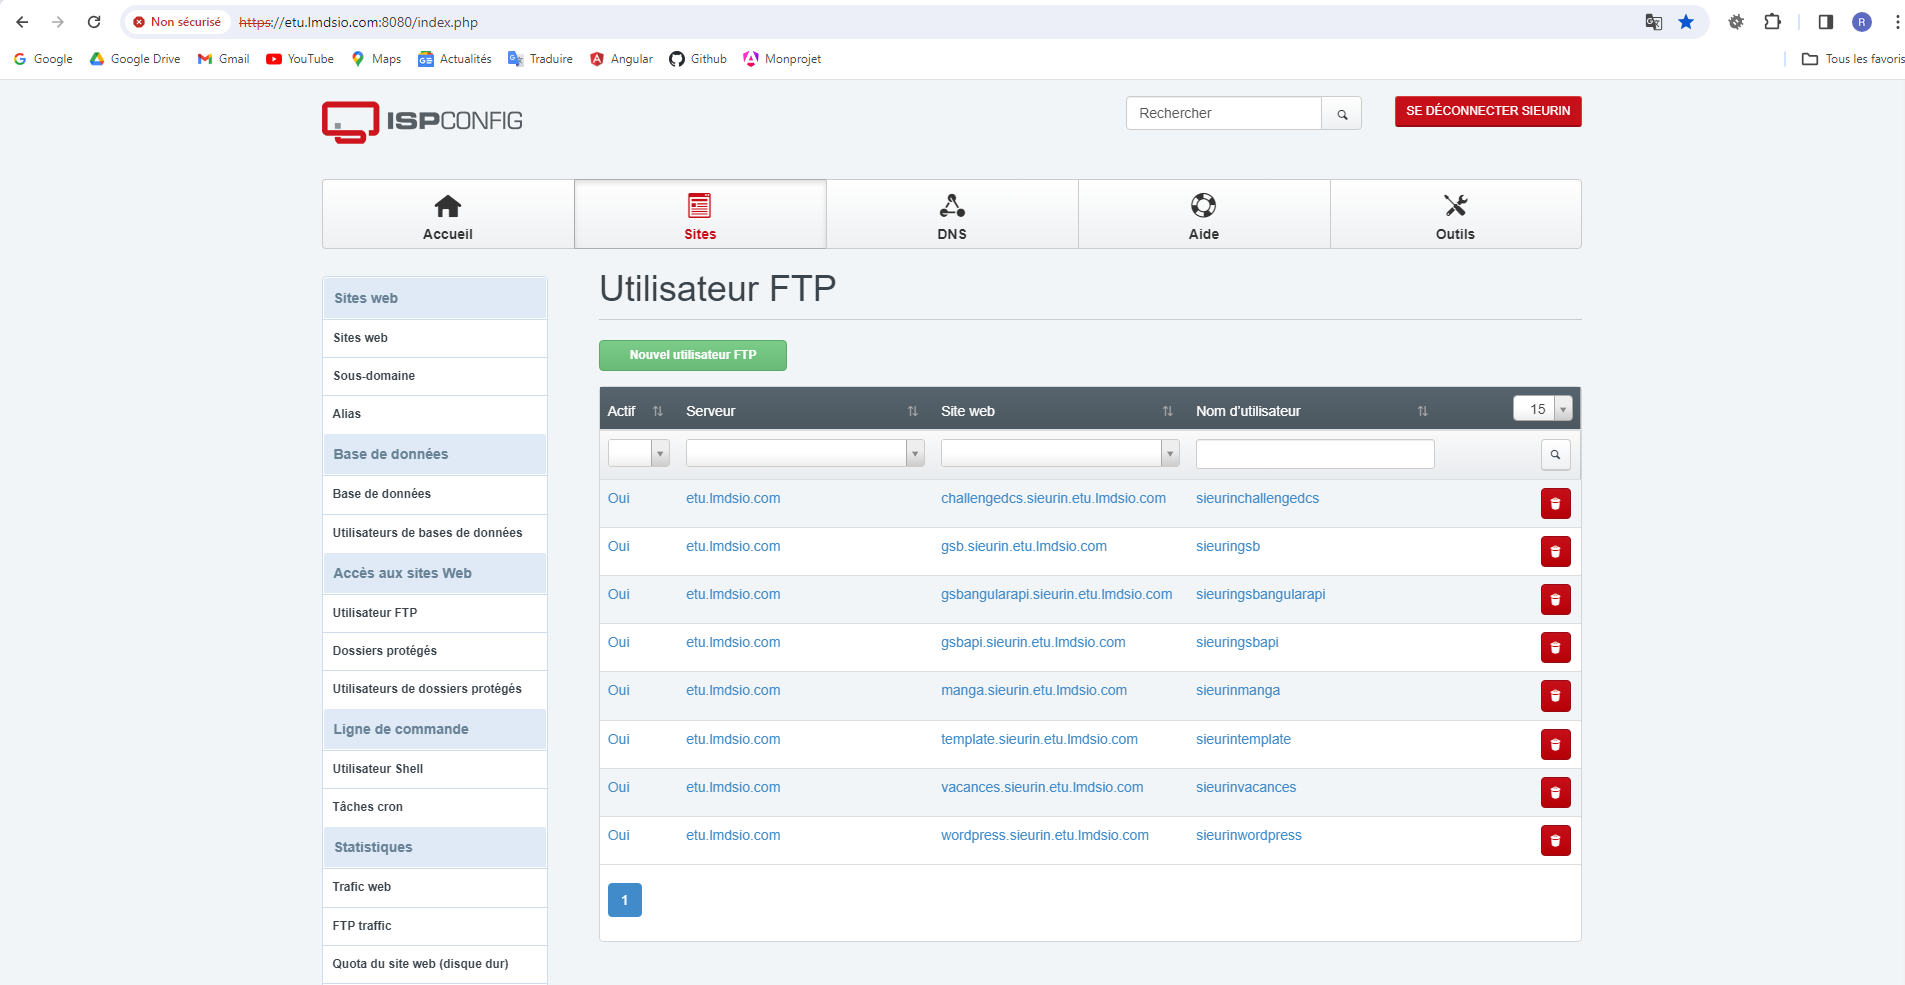 Non sécurisé https://etu.lmdsio.com:8080/index.php R
Google Google Drive Gmail YouTube Maps Actualités Traduire Angular Github Monprojet Tous les favoris
ISPCONFIG
Rechercher
SE DÉCONNECTER SIEURIN
Accueil Sites DNS Aide Outils
Sites web
Sites web
Sous-domaine
Alias
Base de données
Base de données
Utilisateurs de bases de données
Accès aux sites Web
Utilisateur FTP
Dossiers protégés
Utilisateurs de dossiers protégés
Ligne de commande
Utilisateur Shell
Tâches cron
Statistiques
Trafic web
FTP traffic
Quota du site web (disque dur)
Utilisateur FTP
Nouvel utilisateur FTP
Actif Serveur Site web Nom d'utilisateur 15
Oui etu.lmdsio.com challengedcs.sieurin.etu.lmdsio.com sieurinchallengedcs
Oui etu.lmdsio.com gsb.sieurin.etu.lmdsio.com sieuringsb
Oui etu.lmdsio.com gsbangularapi.sieurin.etu.lmdsio.com sieuringsbangularapi
Oui etu.lmdsio.com gsbapi.sieurin.etu.lmdsio.com sieuringsbapi
Oui etu.lmdsio.com manga.sieurin.etu.lmdsio.com sieurinmanga
Oui etu.lmdsio.com template.sieurin.etu.lmdsio.com sieurintemplate
Oui etu.lmdsio.com vacances.sieurin.etu.lmdsio.com sieurinvacances
Oui etu.lmdsio.com wordpress.sieurin.etu.lmdsio.com sieurinwordpress
1